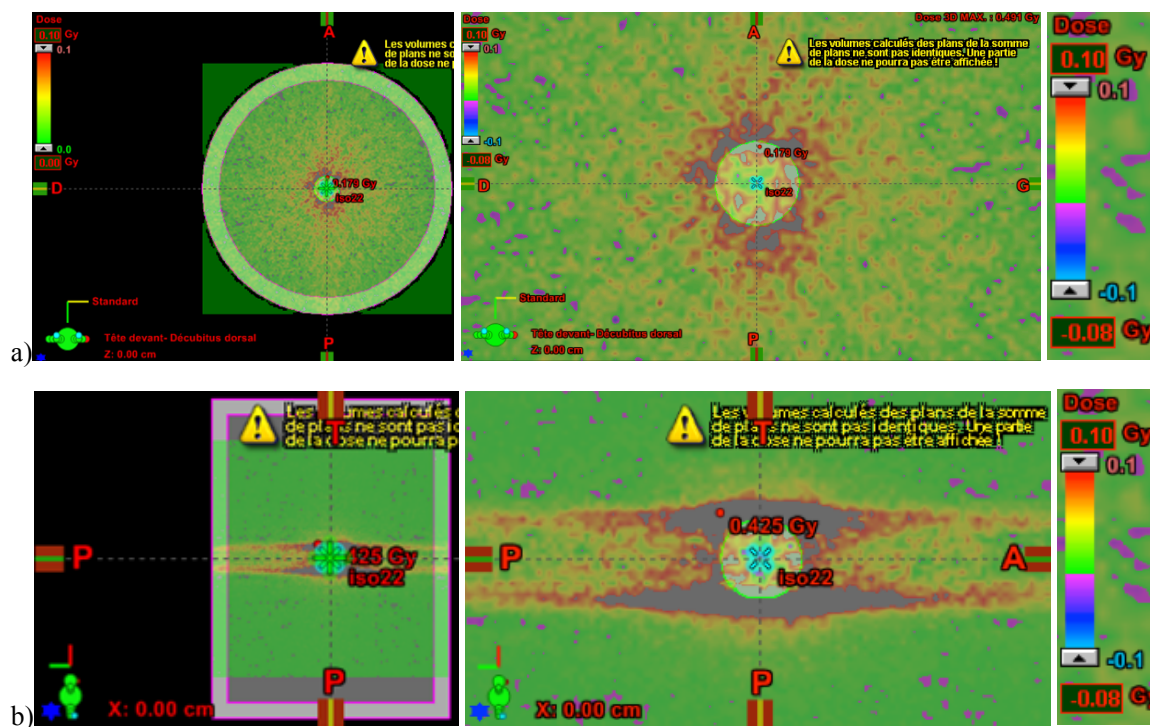 Dose
0.10 Gy
0.1
0.0
0.00 Gy
A
Les volumes c
de plans ne so
de la dose ne p
D
0.179 Gy
iso22
Standard
Tête devant- Décubitus dorsal
Z: 0.00 cm
P
a)
Dose
0.10 Gy
0.1
-0.1
-0.08 Gy
A
Dose 3D MAX. : 0.491 Gy
Les volumes calculés des plans de la somme
de plans ne sont pas identiques. Une partie
de la dose ne pourra pas être affichée !
D
0.179 Gy
iso22
G
Standard
Tête devant- Décubitus dorsal
Z: 0.00 cm
P
Dose
0.10 Gy
0.1
-0.1
-0.08 Gy
Les volumes calculés
de plans ne sont pas id
de la dose ne pourra p
T
P
125 Gy
iso22
P
X: 0.00 cm
b)
Les volumes calculés des plans de la somme
de plans ne sont pas identiques. Une partie
de la dose ne pourra pas être affichée !
T
0.425 Gy
P
iso22
A
P
X: 0.00 cm
Dose
0.10 Gy
0.1
-0.1
-0.08 Gy